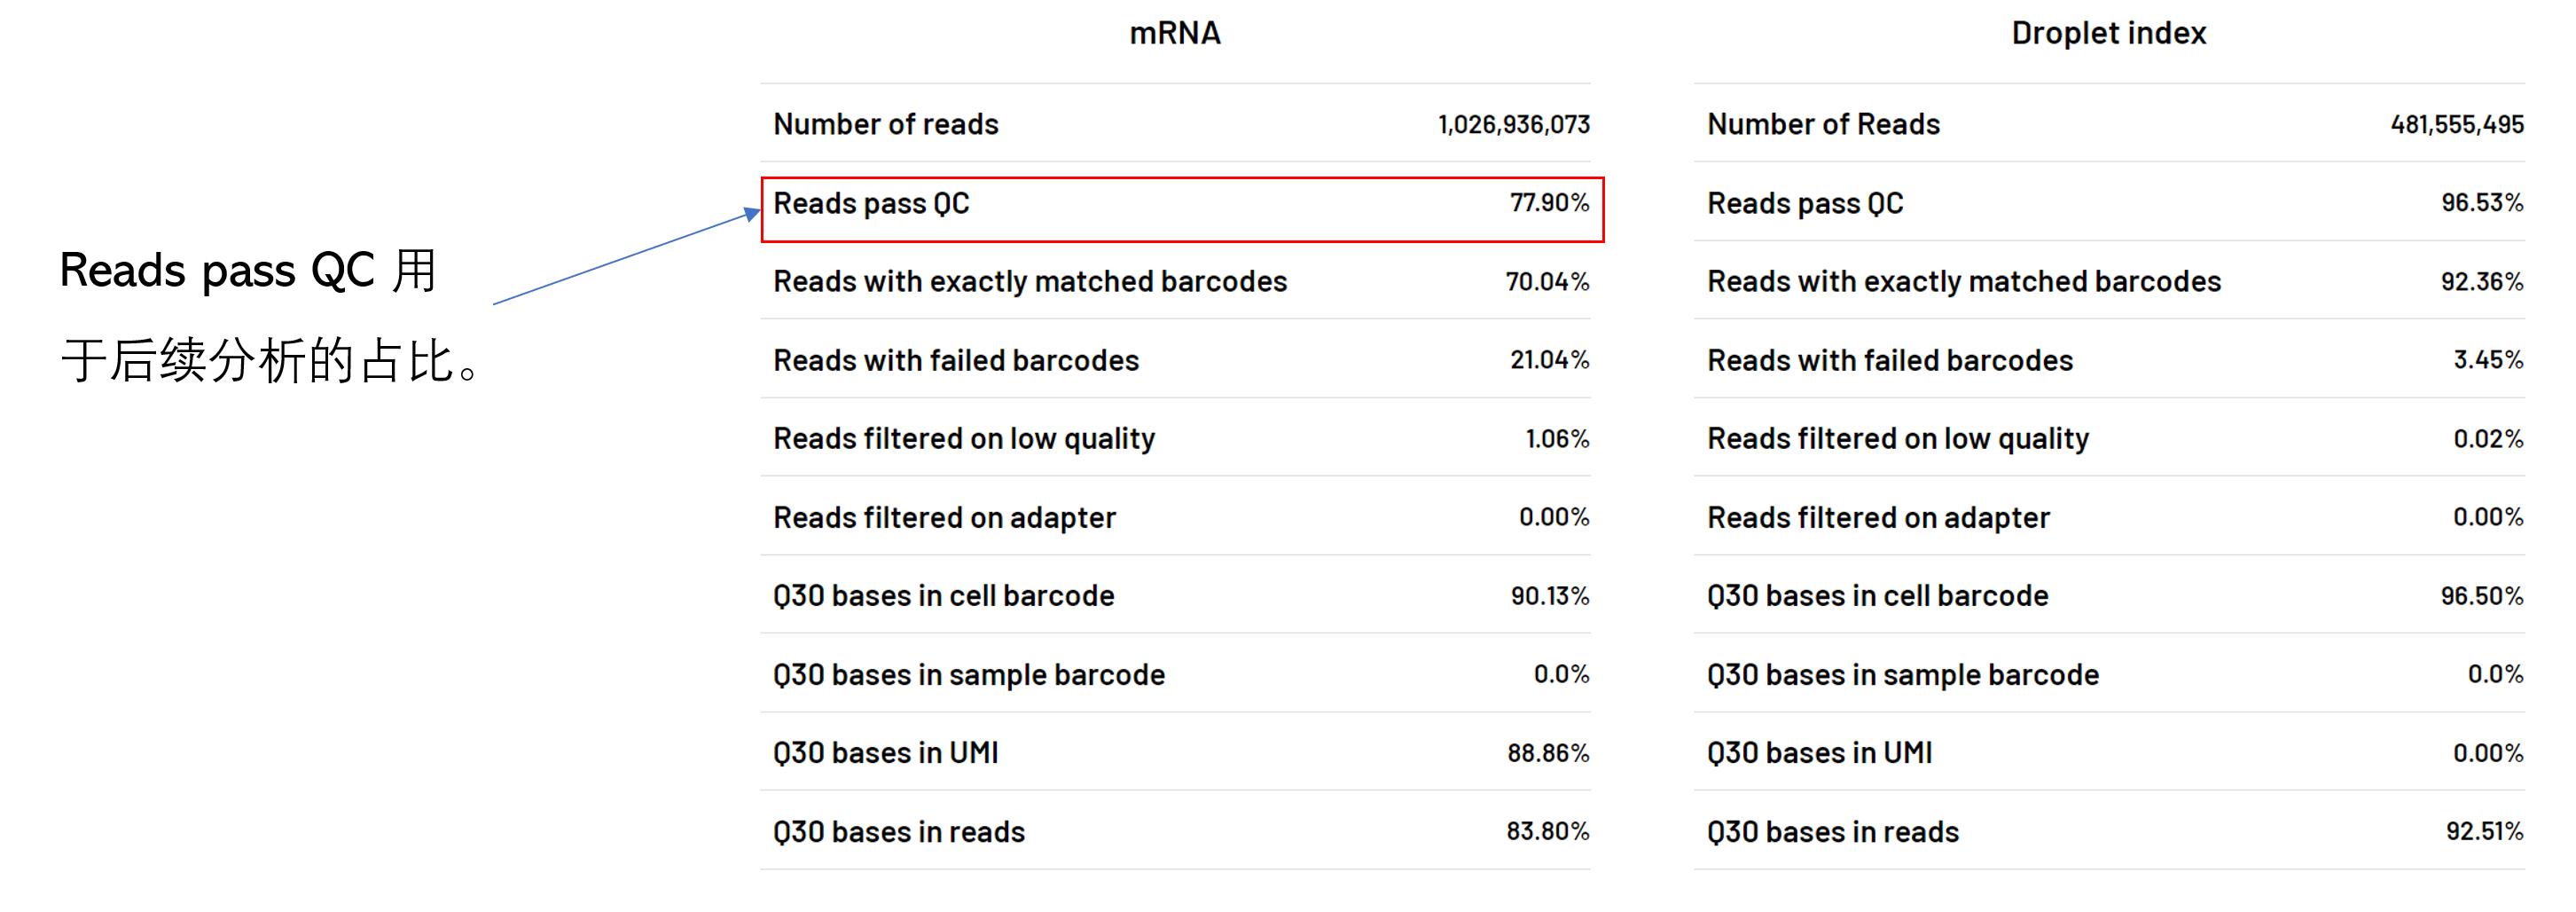 Reads pass QC 用
于后续分析的占比。
mRNA
Number of reads 1,026,936,073
Reads pass QC 77.90%
Reads with exactly matched barcodes 70.04%
Reads with failed barcodes 21.04%
Reads filtered on low quality 1.06%
Reads filtered on adapter 0.00%
Q30 bases in cell barcode 90.13%
Q30 bases in sample barcode 0.0%
Q30 bases in UMI 88.86%
Q30 bases in reads 83.80%
Droplet index
Number of Reads 481,555,495
Reads pass QC 96.53%
Reads with exactly matched barcodes 92.36%
Reads with failed barcodes 3.45%
Reads filtered on low quality 0.02%
Reads filtered on adapter 0.00%
Q30 bases in cell barcode 96.50%
Q30 bases in sample barcode 0.0%
Q30 bases in UMI 0.00%
Q30 bases in reads 92.51%